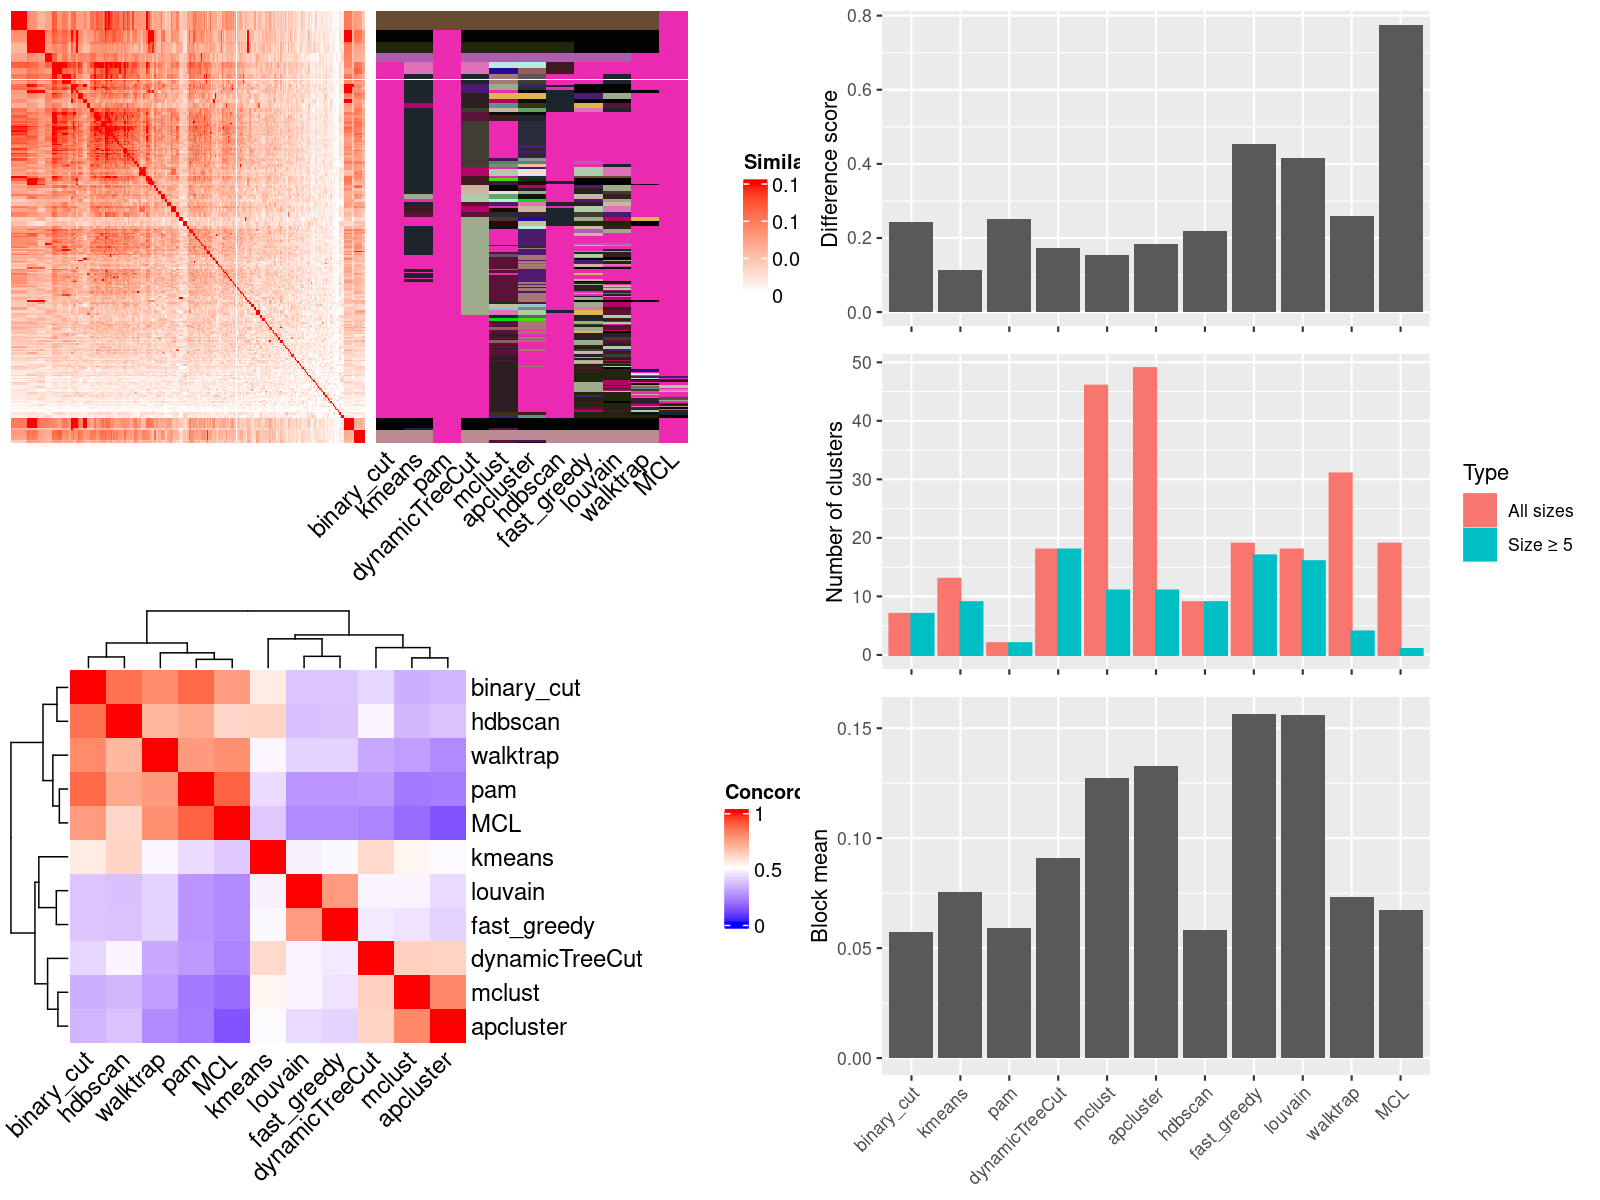 Simila
0.1
0.1
0.0
0
binary_cut
kmeans
pam
dynamicTreeCut
mclust
apcluster
hdbscan
fast_greedy
louvain
walktrap
MCL
binary_cut
hdbscan
walktrap
pam
MCL
kmeans
louvain
fast_greedy
dynamicTreeCut
mclust
apcluster
binary_cut
hdbscan
walktrap
pam
MCL
kmeans
louvain
fast_greedy
dynamicTreeCut
mclust
apcluster
Concord
1
0.5
0
Difference score
0.8
0.6
0.4
0.2
0.0
Number of clusters
50
40
30
20
10
0
Type
All sizes
Size ≥ 5
Block mean
0.15
0.10
0.05
0.00
binary_cut
kmeans
pam
dynamicTreeCut
mclust
apcluster
hdbscan
fast_greedy
louvain
walktrap
MCL